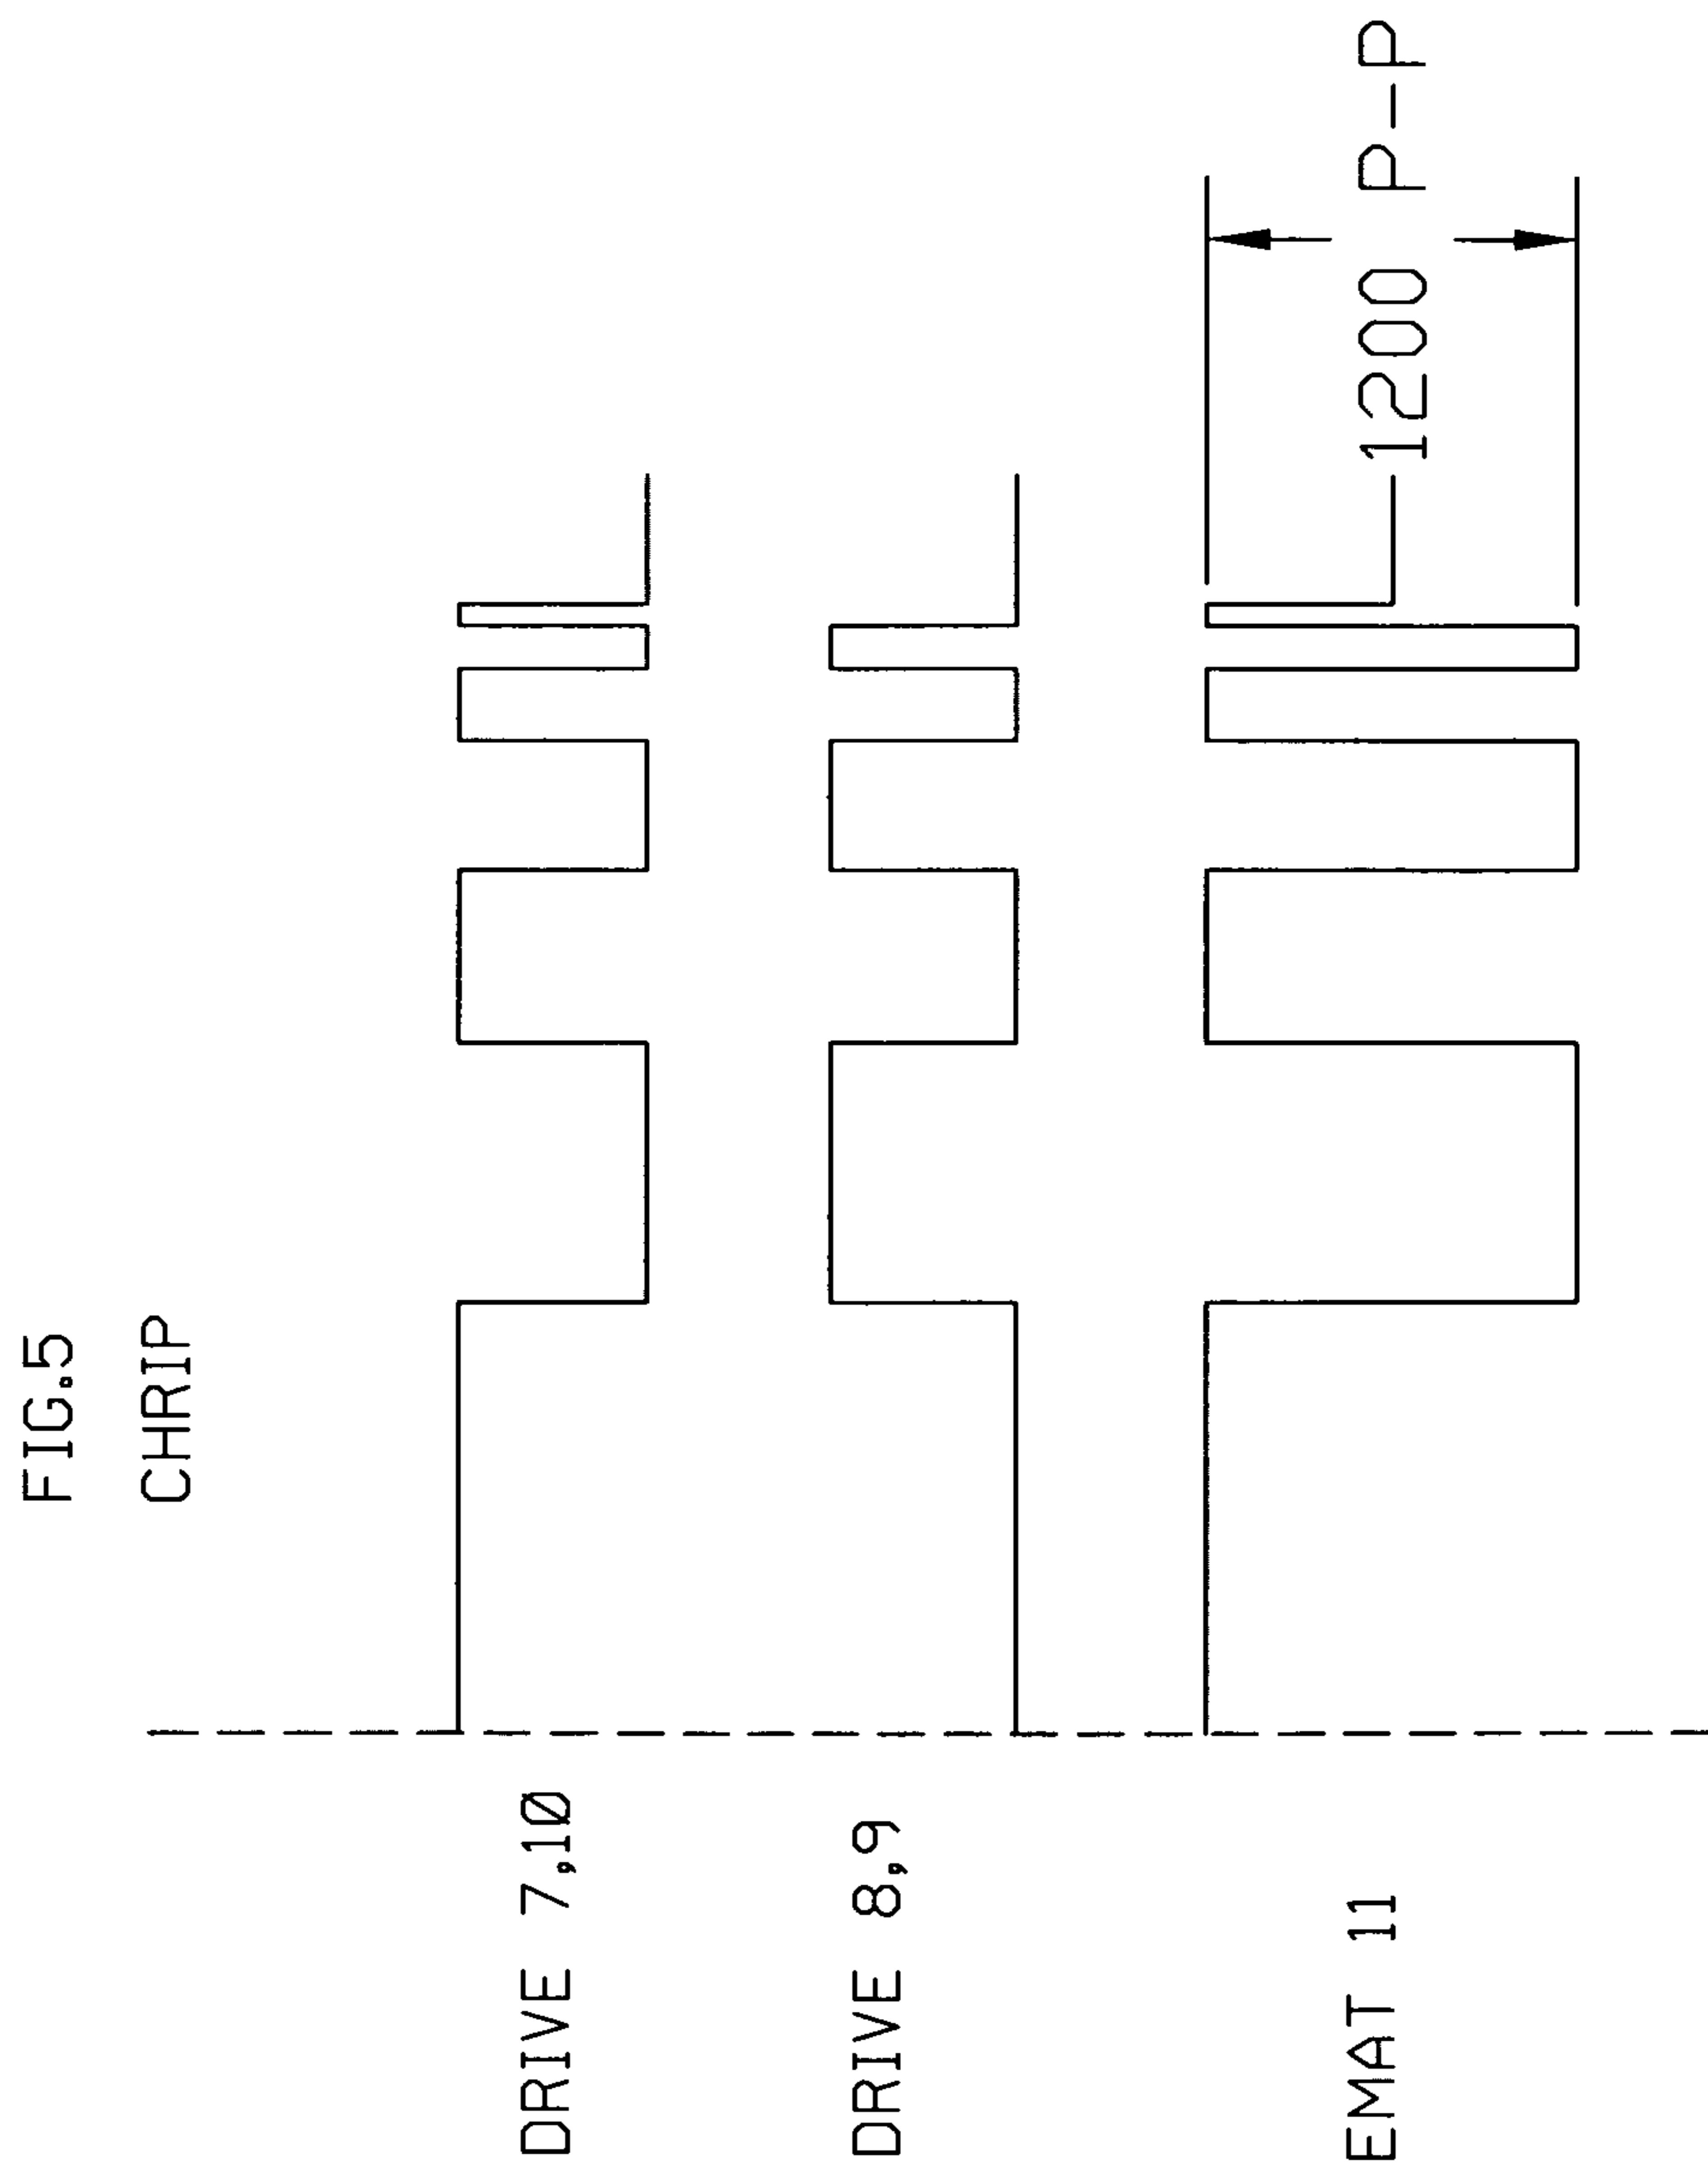 FIG.5
CHRIP
DRIVE 7,10
DRIVE 8,9
EMAT 11
1200 P-P